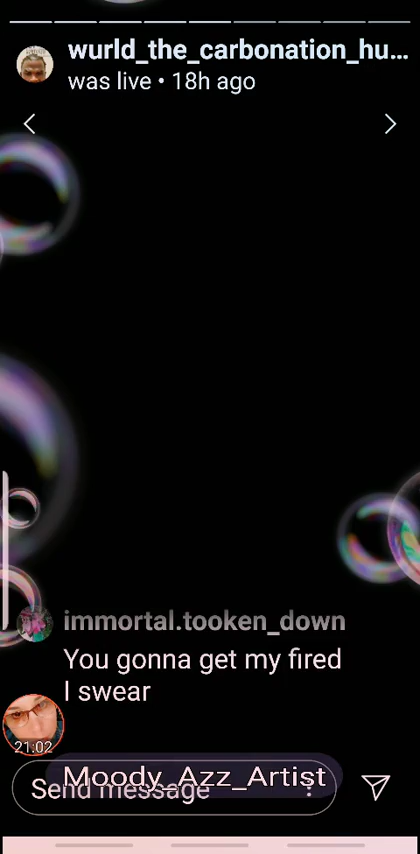 wurld_the_carbonation_hu...
was live • 18h ago
immortal.tooken_down
You gonna get my fired
I swear
21:02
Moody_Azz_Artist
Send message